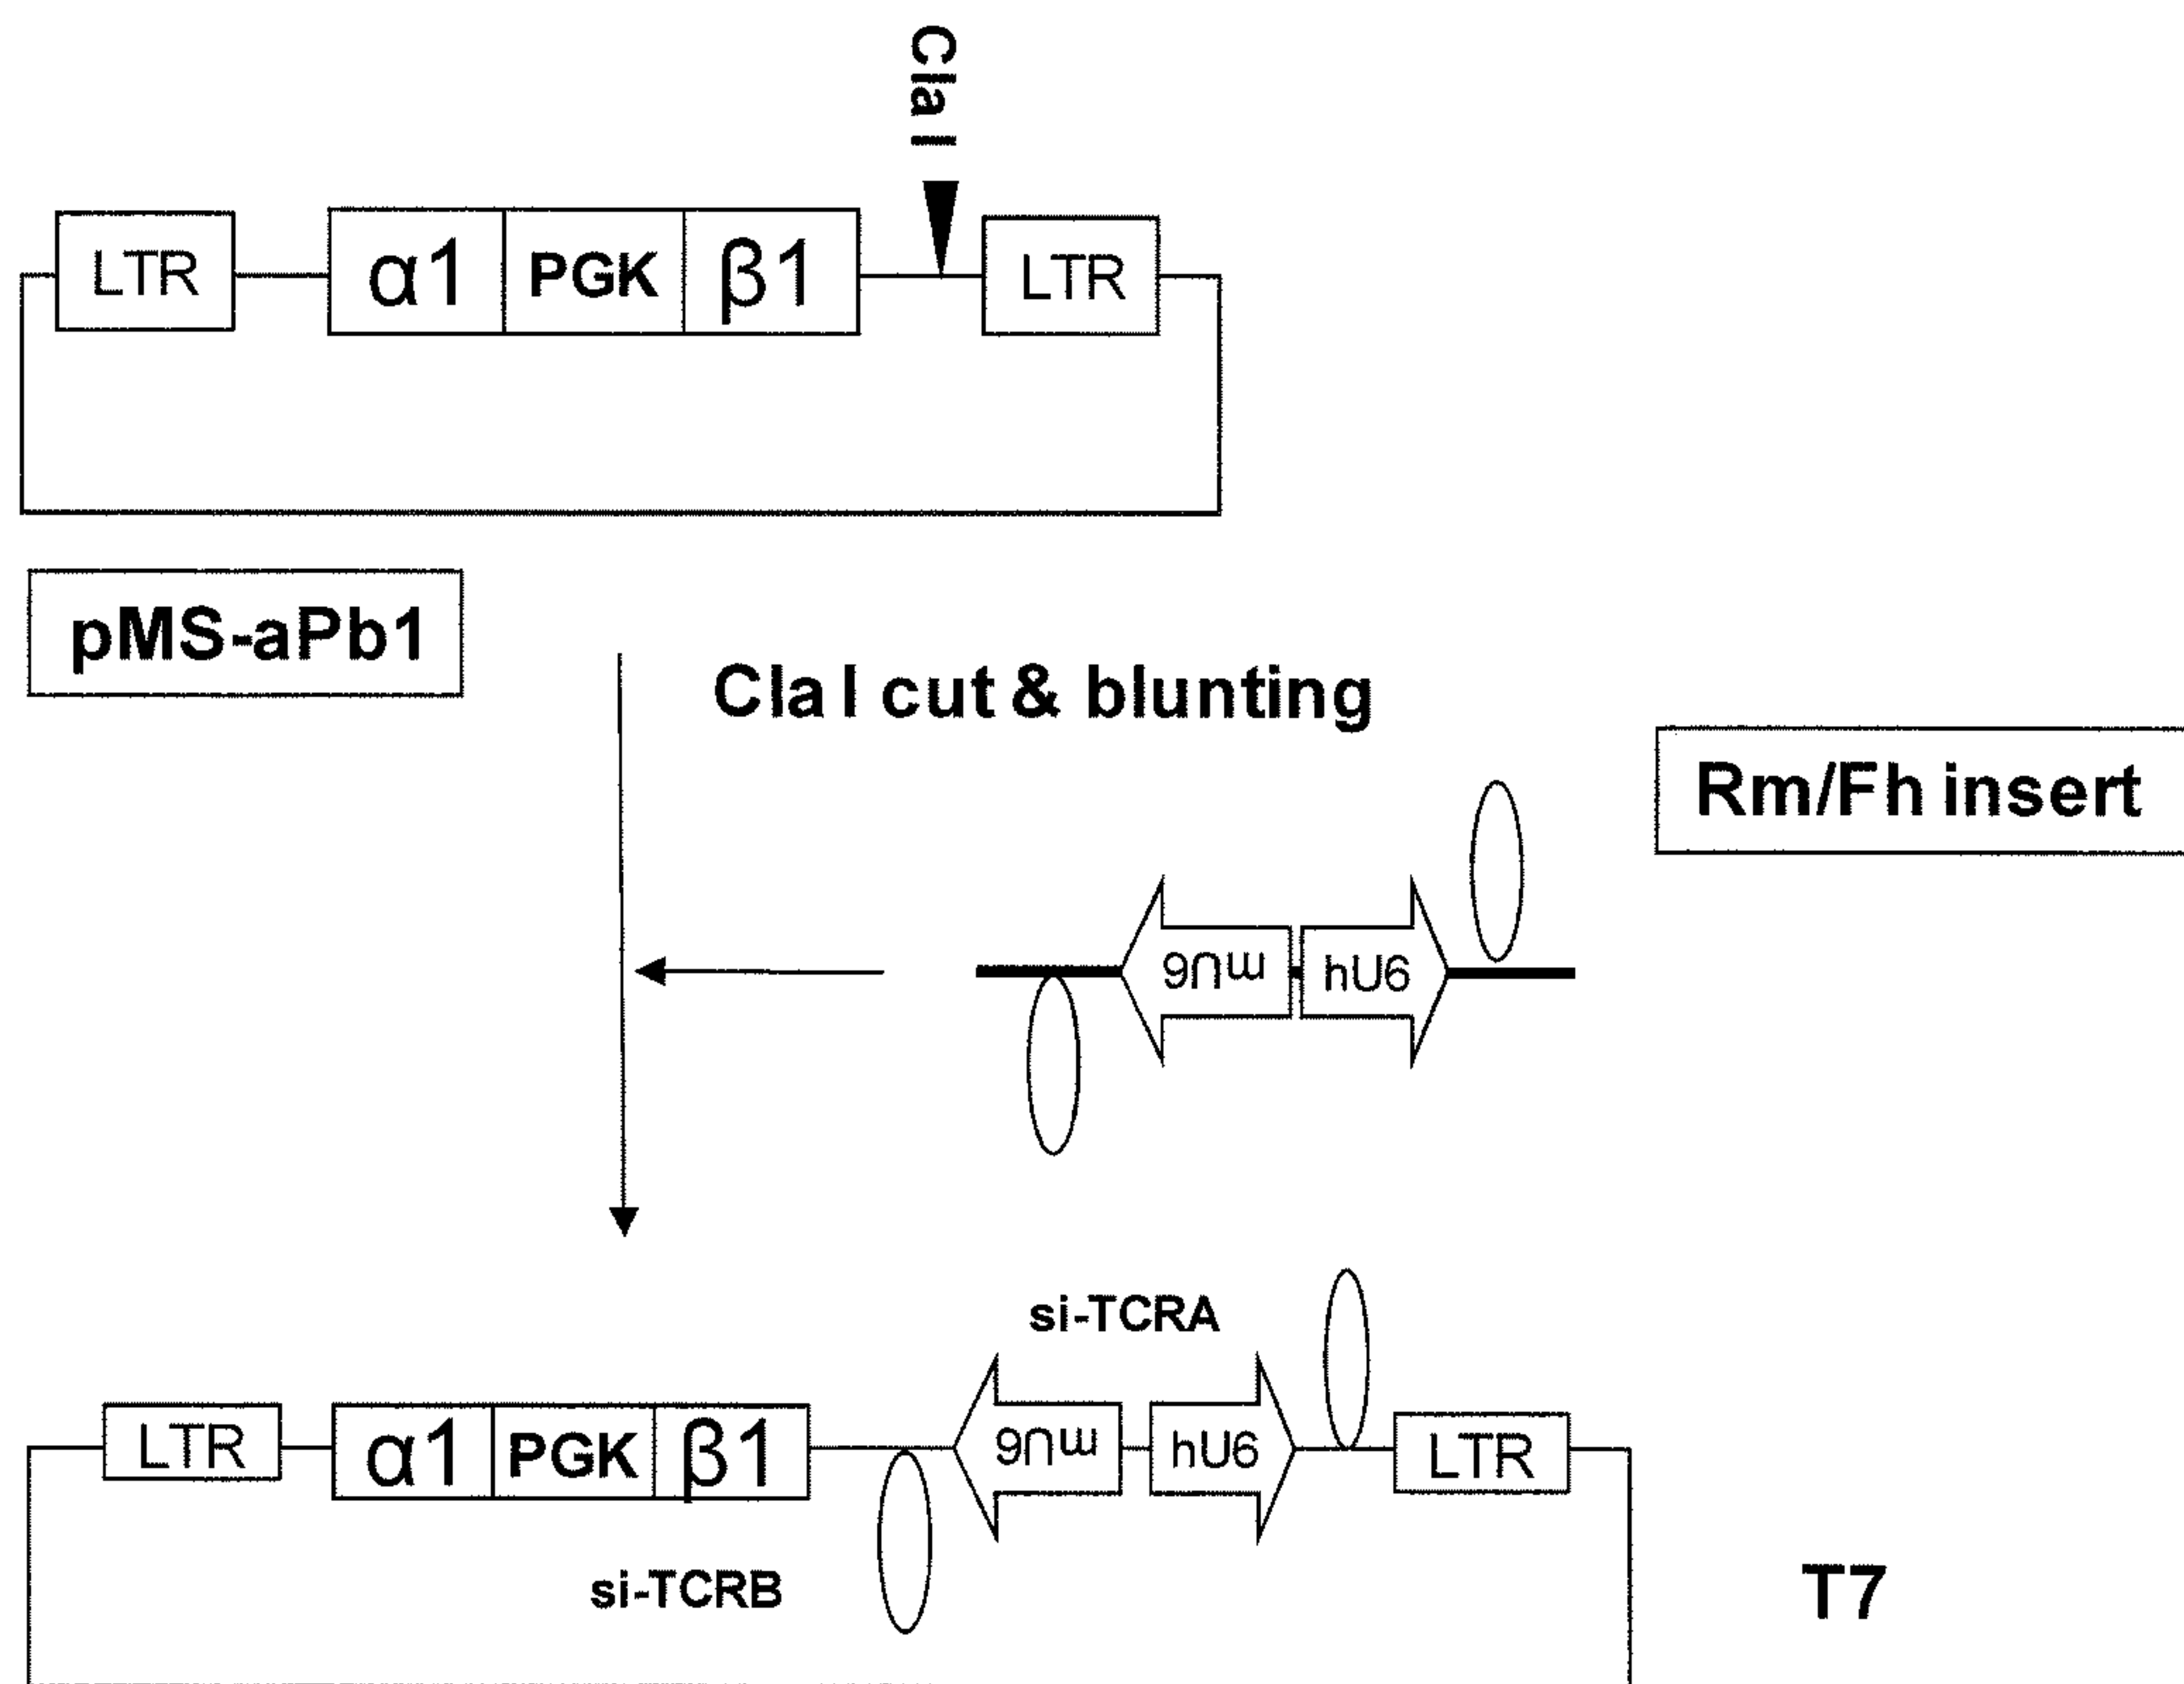 Cla I
LTR
α1
PGK
β1
LTR
pMS-aPb1
Cla I cut & blunting
Rm/Fh insert
mU6
hU6
si-TCRA
LTR
α1
PGK
β1
mU6
hU6
LTR
si-TCRB
T7